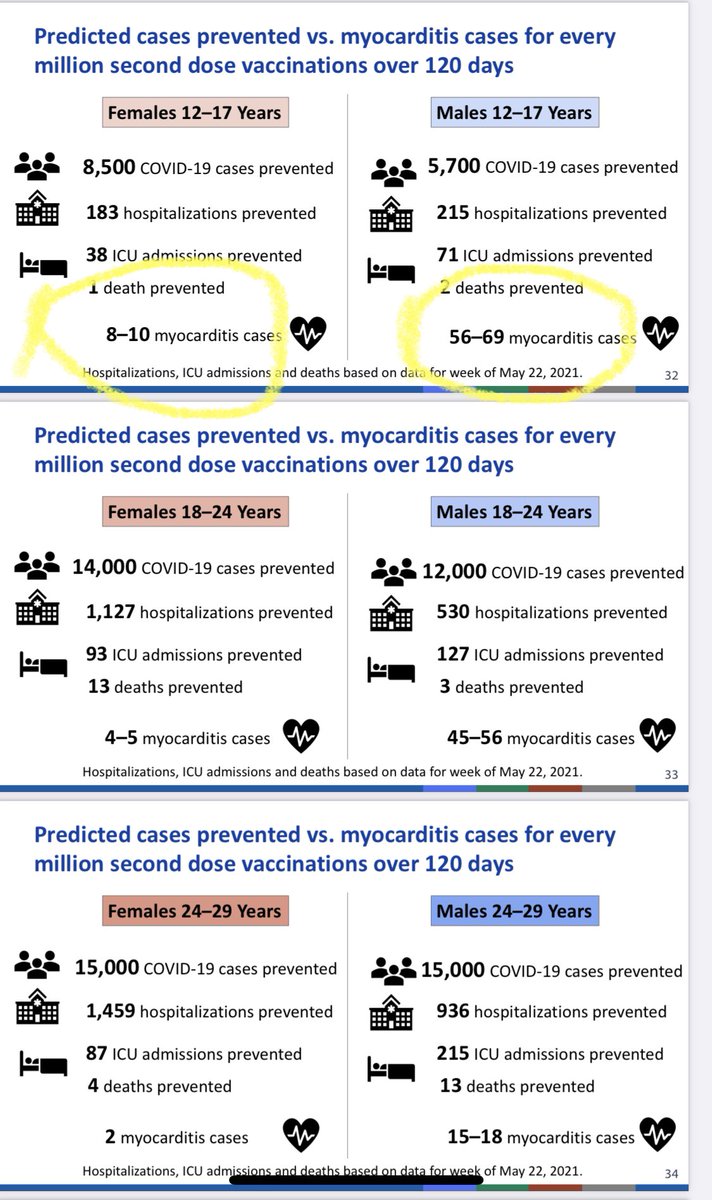 Predicted cases prevented vs. myocarditis cases for every
million second dose vaccinations over 120 days
Females 12–17 Years
8,500 COVID-19 cases prevented
183 hospitalizations prevented
38 ICU admissions prevented
1 death prevented
8–10 myocarditis cases
Males 12–17 Years
5,700 COVID-19 cases prevented
215 hospitalizations prevented
71 ICU admissions prevented
2 deaths prevented
56–69 myocarditis cases
Hospitalizations, ICU admissions and deaths based on data for week of May 22, 2021.
32
Predicted cases prevented vs. myocarditis cases for every
million second dose vaccinations over 120 days
Females 18–24 Years
14,000 COVID-19 cases prevented
1,127 hospitalizations prevented
93 ICU admissions prevented
13 deaths prevented
4–5 myocarditis cases
Males 18–24 Years
12,000 COVID-19 cases prevented
530 hospitalizations prevented
127 ICU admissions prevented
3 deaths prevented
45–56 myocarditis cases
Hospitalizations, ICU admissions and deaths based on data for week of May 22, 2021.
33
Predicted cases prevented vs. myocarditis cases for every
million second dose vaccinations over 120 days
Females 24–29 Years
15,000 COVID-19 cases prevented
1,459 hospitalizations prevented
87 ICU admissions prevented
4 deaths prevented
2 myocarditis cases
Males 24–29 Years
15,000 COVID-19 cases prevented
936 hospitalizations prevented
215 ICU admissions prevented
13 deaths prevented
15–18 myocarditis cases
Hospitalizations, ICU admissions and deaths based on data for week of May 22, 2021.
34